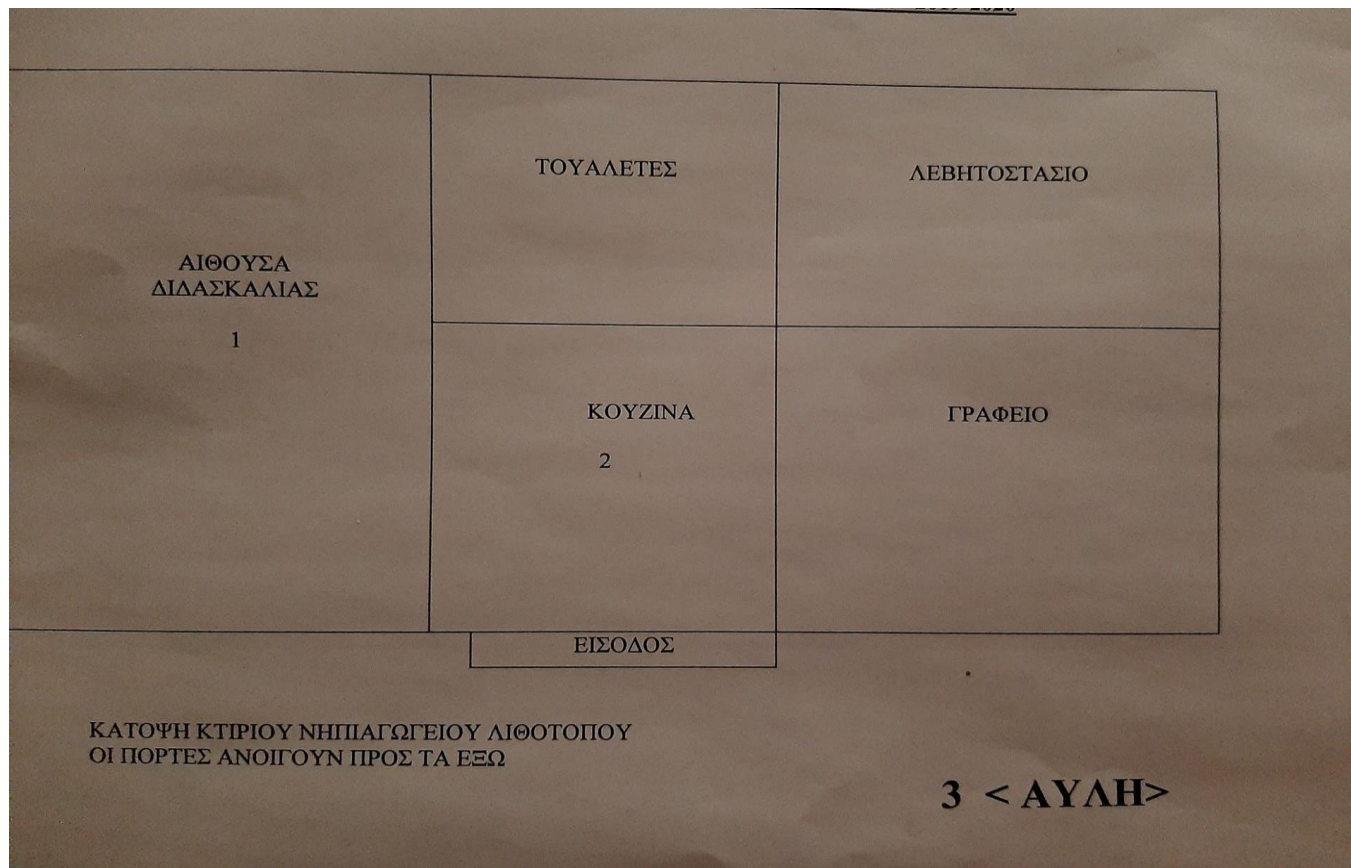 ΤΟΥΑΛΕΤΕΣ
ΛΕΒΗΤΟΣΤΑΣΙΟ
ΑΙΘΟΥΣΑ
ΔΙΔΑΣΚΑΛΙΑΣ
1
ΚΟΥΖΙΝΑ
2
ΓΡΑΦΕΙΟ
ΕΙΣΟΔΟΣ
ΚΑΤΟΨΗ ΚΤΙΡΙΟΥ ΝΗΠΙΑΓΩΓΕΙΟΥ ΛΙΘΟΤΟΠΟΥ
ΟΙ ΠΟΡΤΕΣ ΑΝΟΙΓΟΥΝ ΠΡΟΣ ΤΑ ΕΞΩ
3 < ΑΥΛΗ>